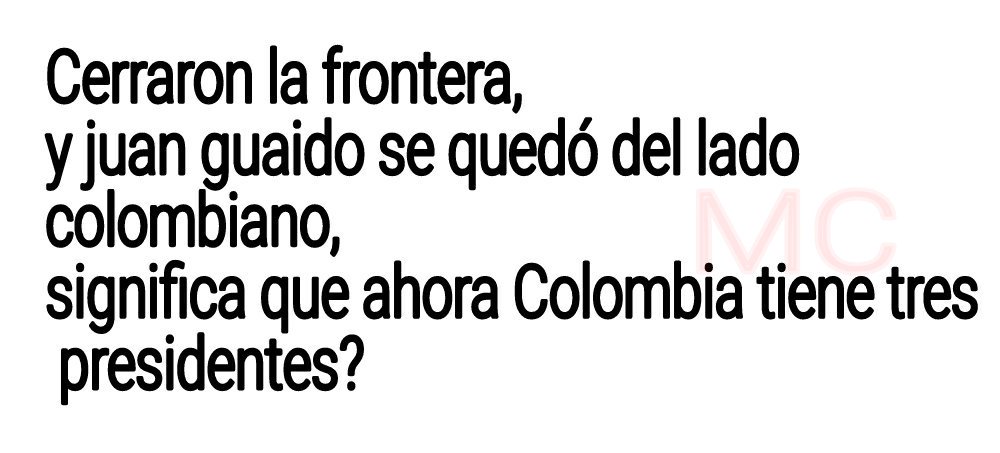 Cerraron la frontera,
y juan guaido se quedó del lado
colombiano,
MC
significa que ahora Colombia tiene tres
presidentes?